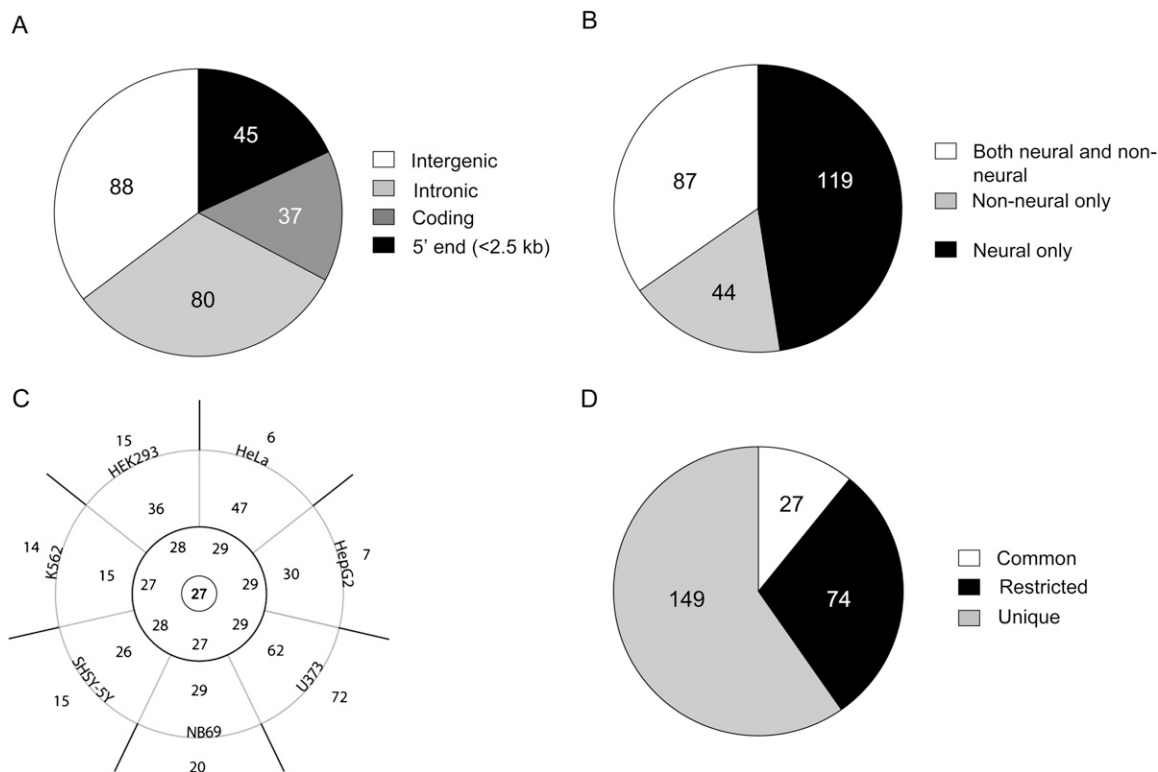 A
45
88
37
80
Intergenic
Intronic
Coding
5' end (<2.5 kb)
B
87
119
44
Both neural and non-
neural
Non-neural only
Neural only
C
15
6
HEK293
HeLa
36
47
14
K562
7
HepG2
28
29
15
27
27
29
30
28
29
27
26
62
SHSY-5Y
U373
15
29
72
NB69
20
D
27
149
74
Common
Restricted
Unique